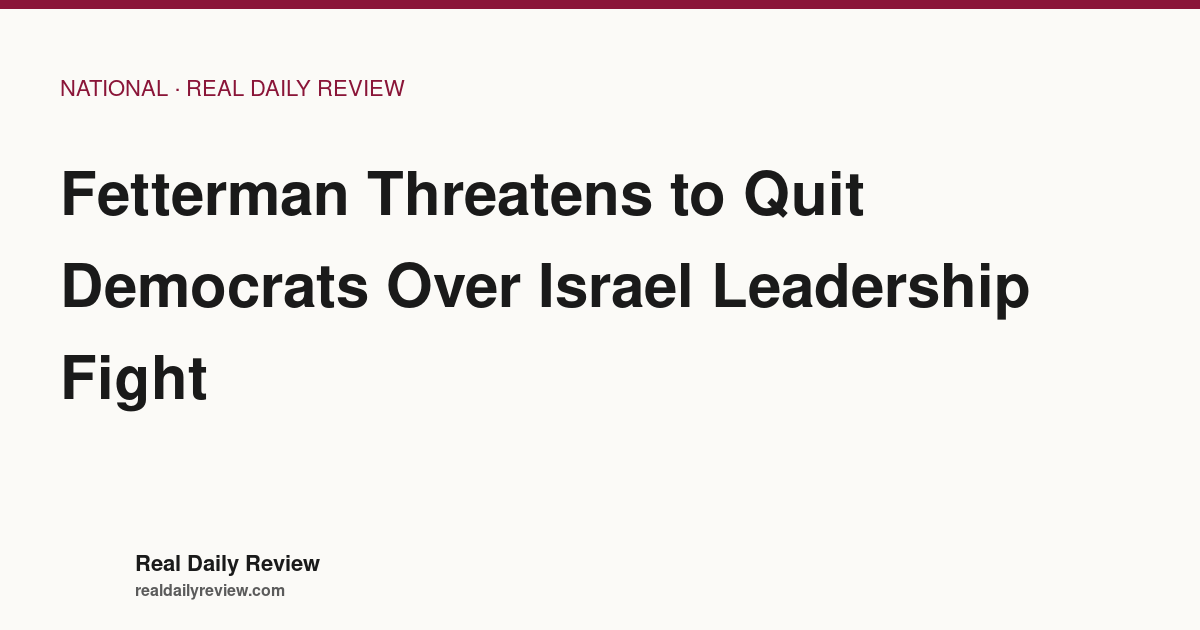 NATIONAL · REAL DAILY REVIEW
Fetterman Threatens to Quit
Democrats Over Israel Leadership
Fight
Real Daily Review
realdailyreview.com